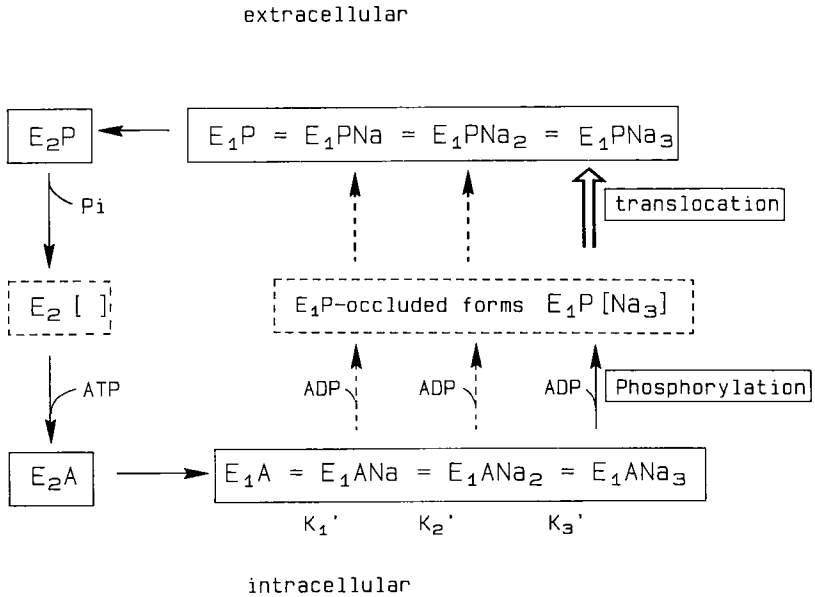 extracellular
E₂P
E₁P = E₁PNa = E₁PNa₂ = E₁PNa₃
Pi
translocation
E₂ [ ]
E₁P-occluded forms E₁P [Na₃]
ATP
ADP
ADP
ADP
Phosphorylation
E₂A
E₁A = E₁ANa = E₁ANa₂ = E₁ANa₃
K₁'
K₂'
K₃'
intracellular